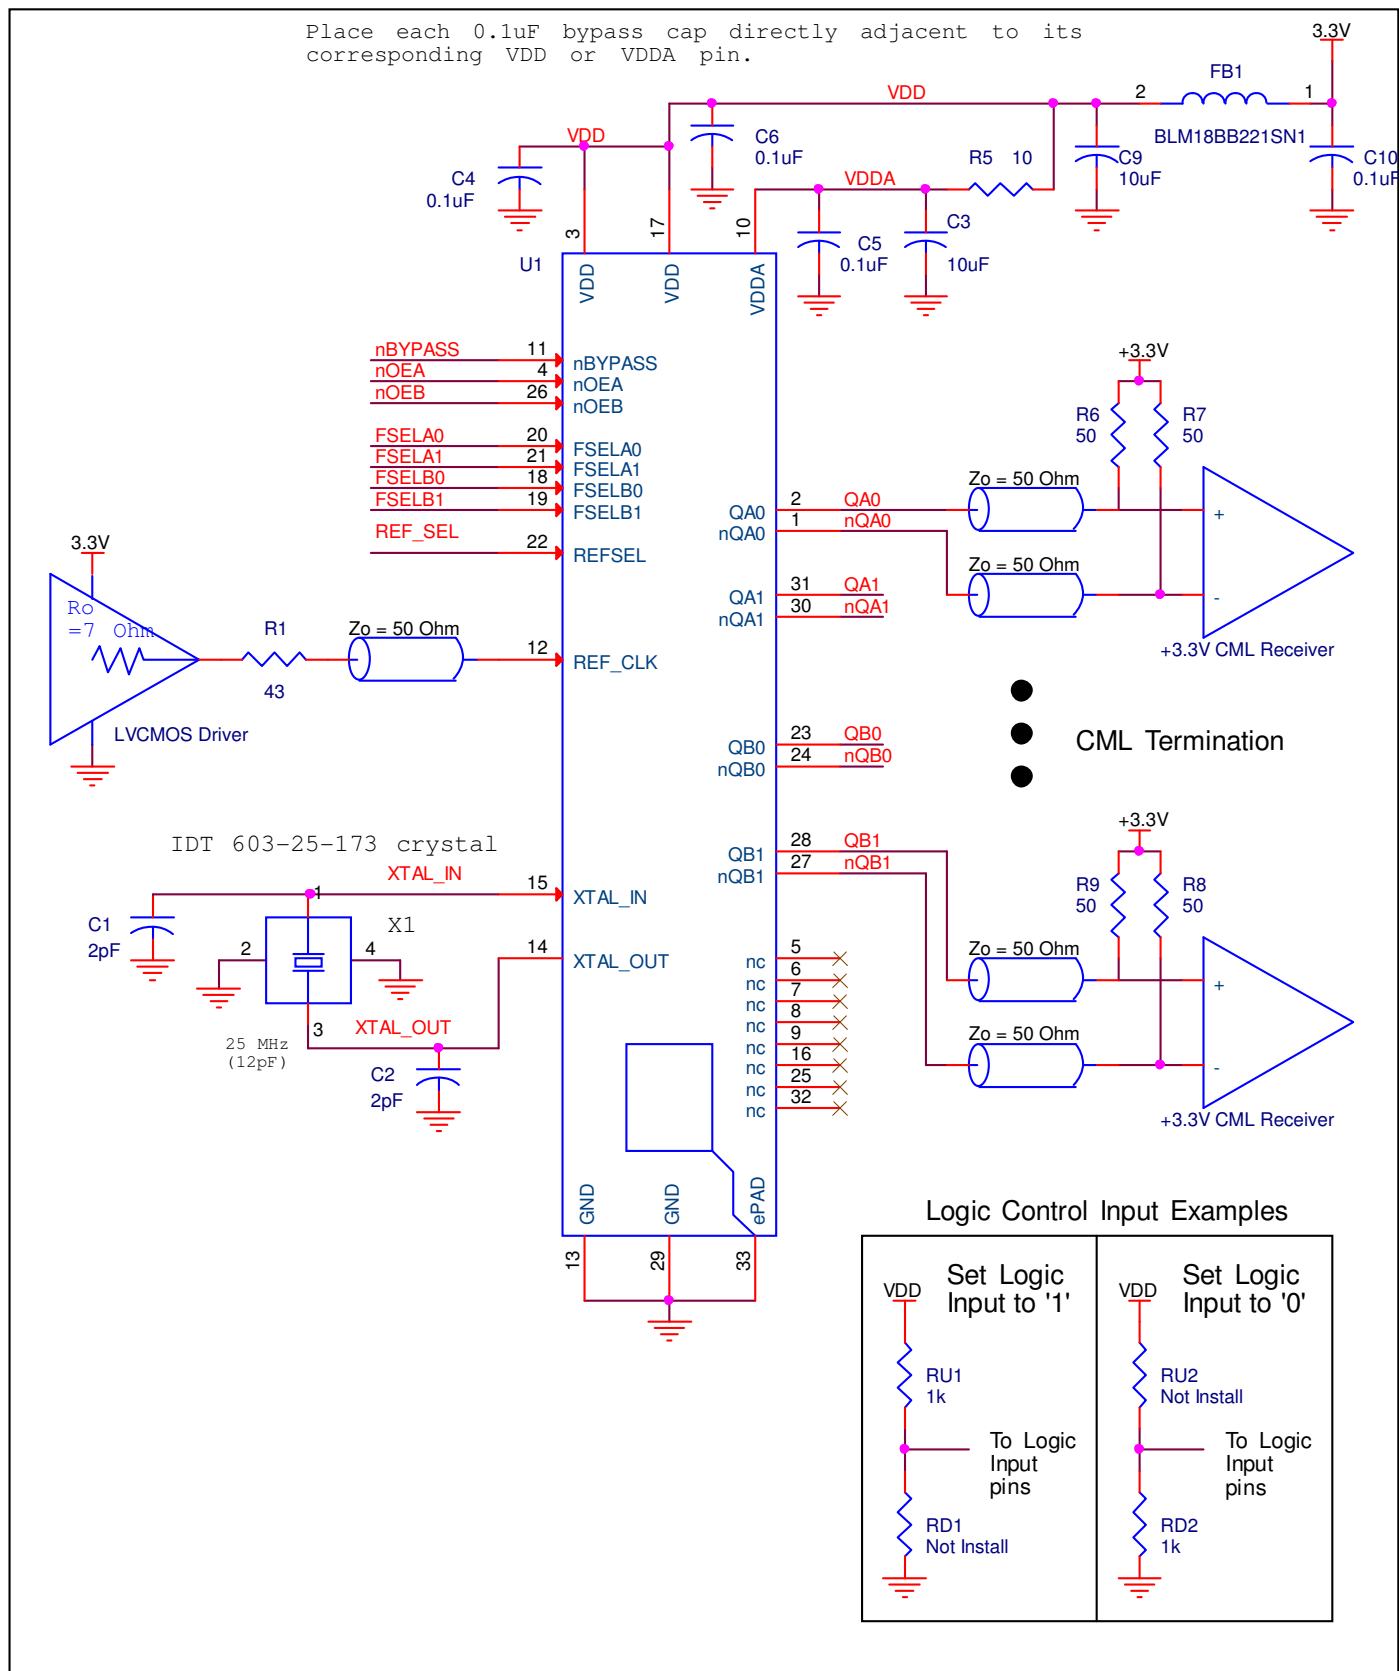 Place each 0.1uF bypass cap directly adjacent to its
corresponding VDD or VDDA pin.
3.3V
FB1
2
1
BLM18BB221SN1
VDD
VDD
C6
0.1uF
C4
0.1uF
R5 10
C9
10uF
C10
0.1uF
VDDA
C5
0.1uF
C3
10uF
3
17
10
U1
VDD
VDD
VDDA
nBYPASS 11 nBYPASS
nOEA 4 nOEA
nOEB 26 nOEB
FSELA0 20 FSELA0
FSELA1 21 FSELA1
FSELB0 18 FSELB0
FSELB1 19 FSELB1
REF_SEL 22 REFSEL
3.3V
Ro
=7 Ohm
R1
43
Zo = 50 Ohm
12 REF_CLK
LVCMOS Driver
QA0 2 QA0
nQA0 1 nQA0
QA1 31 QA1
nQA1 30 nQA1
QB0 23 QB0
nQB0 24 nQB0
QB1 28 QB1
nQB1 27 nQB1
+3.3V
R6
50
R7
50
Zo = 50 Ohm
Zo = 50 Ohm
+
-
+3.3V CML Receiver
CML Termination
IDT 603-25-173 crystal
XTAL_IN
1
15 XTAL_IN
C1
2pF
2
X1
4
14 XTAL_OUT
3
XTAL_OUT
25 MHz
(12pF)
C2
2pF
nc 5
nc 6
nc 7
nc 8
nc 9
nc 16
nc 25
nc 32
+3.3V
R9
50
R8
50
Zo = 50 Ohm
Zo = 50 Ohm
+
-
+3.3V CML Receiver
GND
GND
ePAD
13
29
33
Logic Control Input Examples
VDD
Set Logic
Input to '1'
RU1
1k
To Logic
Input
pins
RD1
Not Install
VDD
Set Logic
Input to '0'
RU2
Not Install
To Logic
Input
pins
RD2
1k